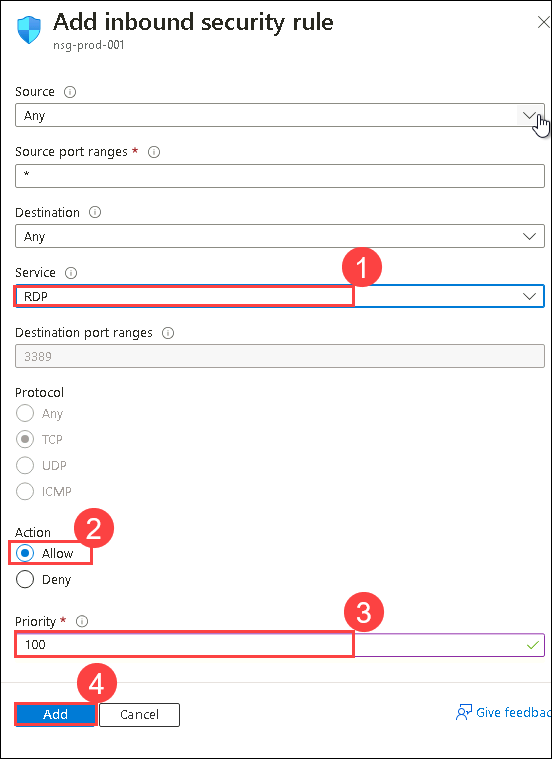 Add inbound security rule
nsg-prod-001
Source
Any
Source port ranges *
*
Destination
Any
Service
1
RDP
Destination port ranges
3389
Protocol
Any
TCP
UDP
ICMP
Action
2
Allow
Deny
Priority *
3
100
4
Add
Cancel
Give feedbac